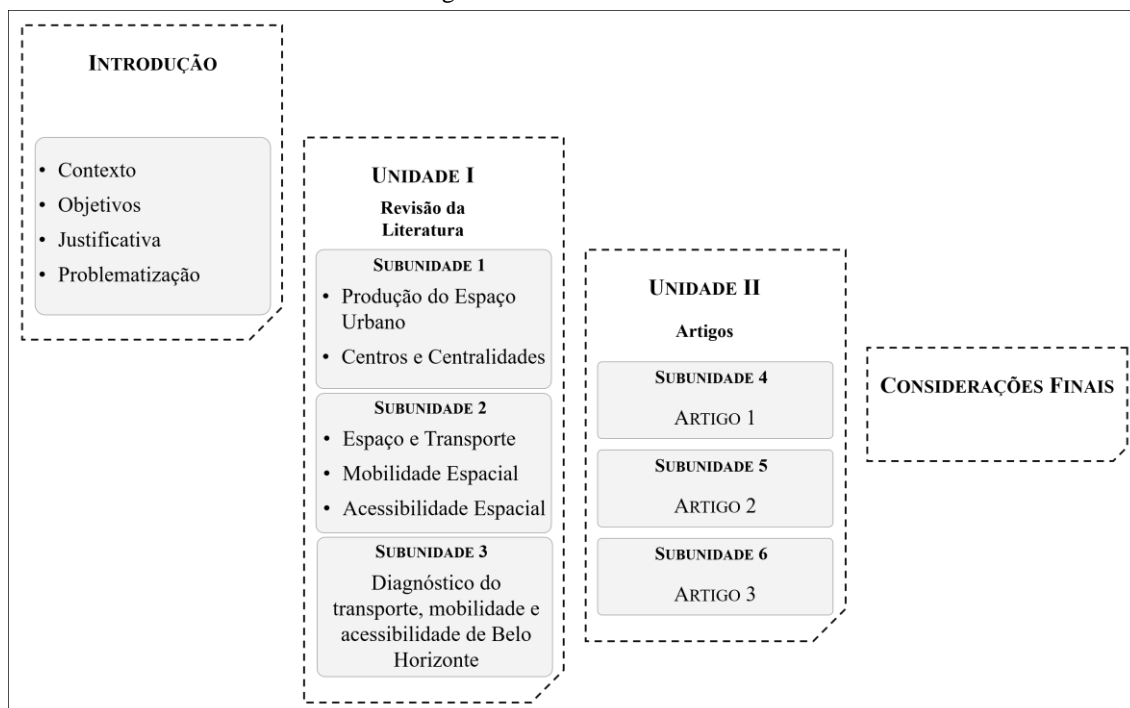 INTRODUÇÃO
• Contexto
• Objetivos
• Justificativa
• Problematização
UNIDADE I
Revisão da
Literatura
SUBUNIDADE 1
• Produção do Espaço
Urbano
• Centros e Centralidades
SUBUNIDADE 2
• Espaço e Transporte
• Mobilidade Espacial
• Acessibilidade Espacial
SUBUNIDADE 3
Diagnóstico do
transporte, mobilidade e
acessibilidade de Belo
Horizonte
UNIDADE II
Artigos
SUBUNIDADE 4
ARTIGO 1
SUBUNIDADE 5
ARTIGO 2
SUBUNIDADE 6
ARTIGO 3
CONSIDERAÇÕES FINAIS